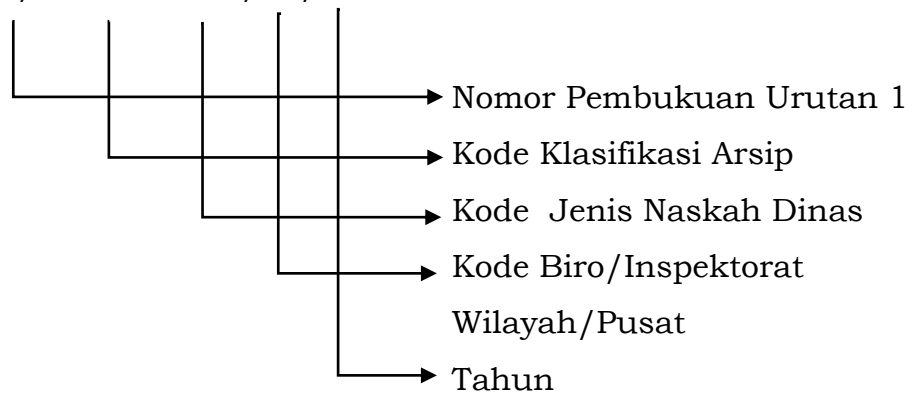 Nomor Pembukuan Urutan 1
Kode Klasifikasi Arsip
Kode Jenis Naskah Dinas
Kode Biro/Inspektorat
Wilayah/Pusat
Tahun